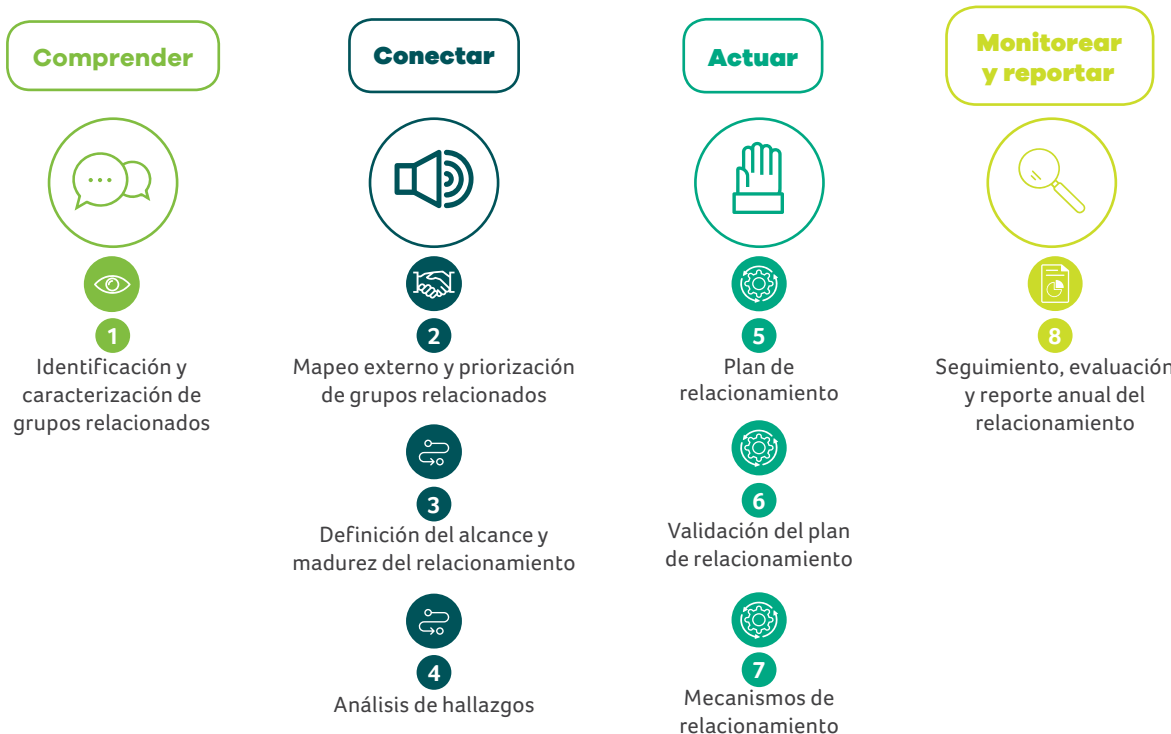 Comprender
1
Identificación y
caracterización de
grupos relacionados
Conectar
2
Mapeo externo y priorización
de grupos relacionados
3
Definición del alcance y
madurez del relacionamiento
4
Análisis de hallazgos
Actuar
5
Plan de
relacionamiento
6
Validación del plan
de relacionamiento
7
Mecanismos de
relacionamiento
Monitorear
y reportar
8
Seguimiento, evaluación
y reporte anual del
relacionamiento